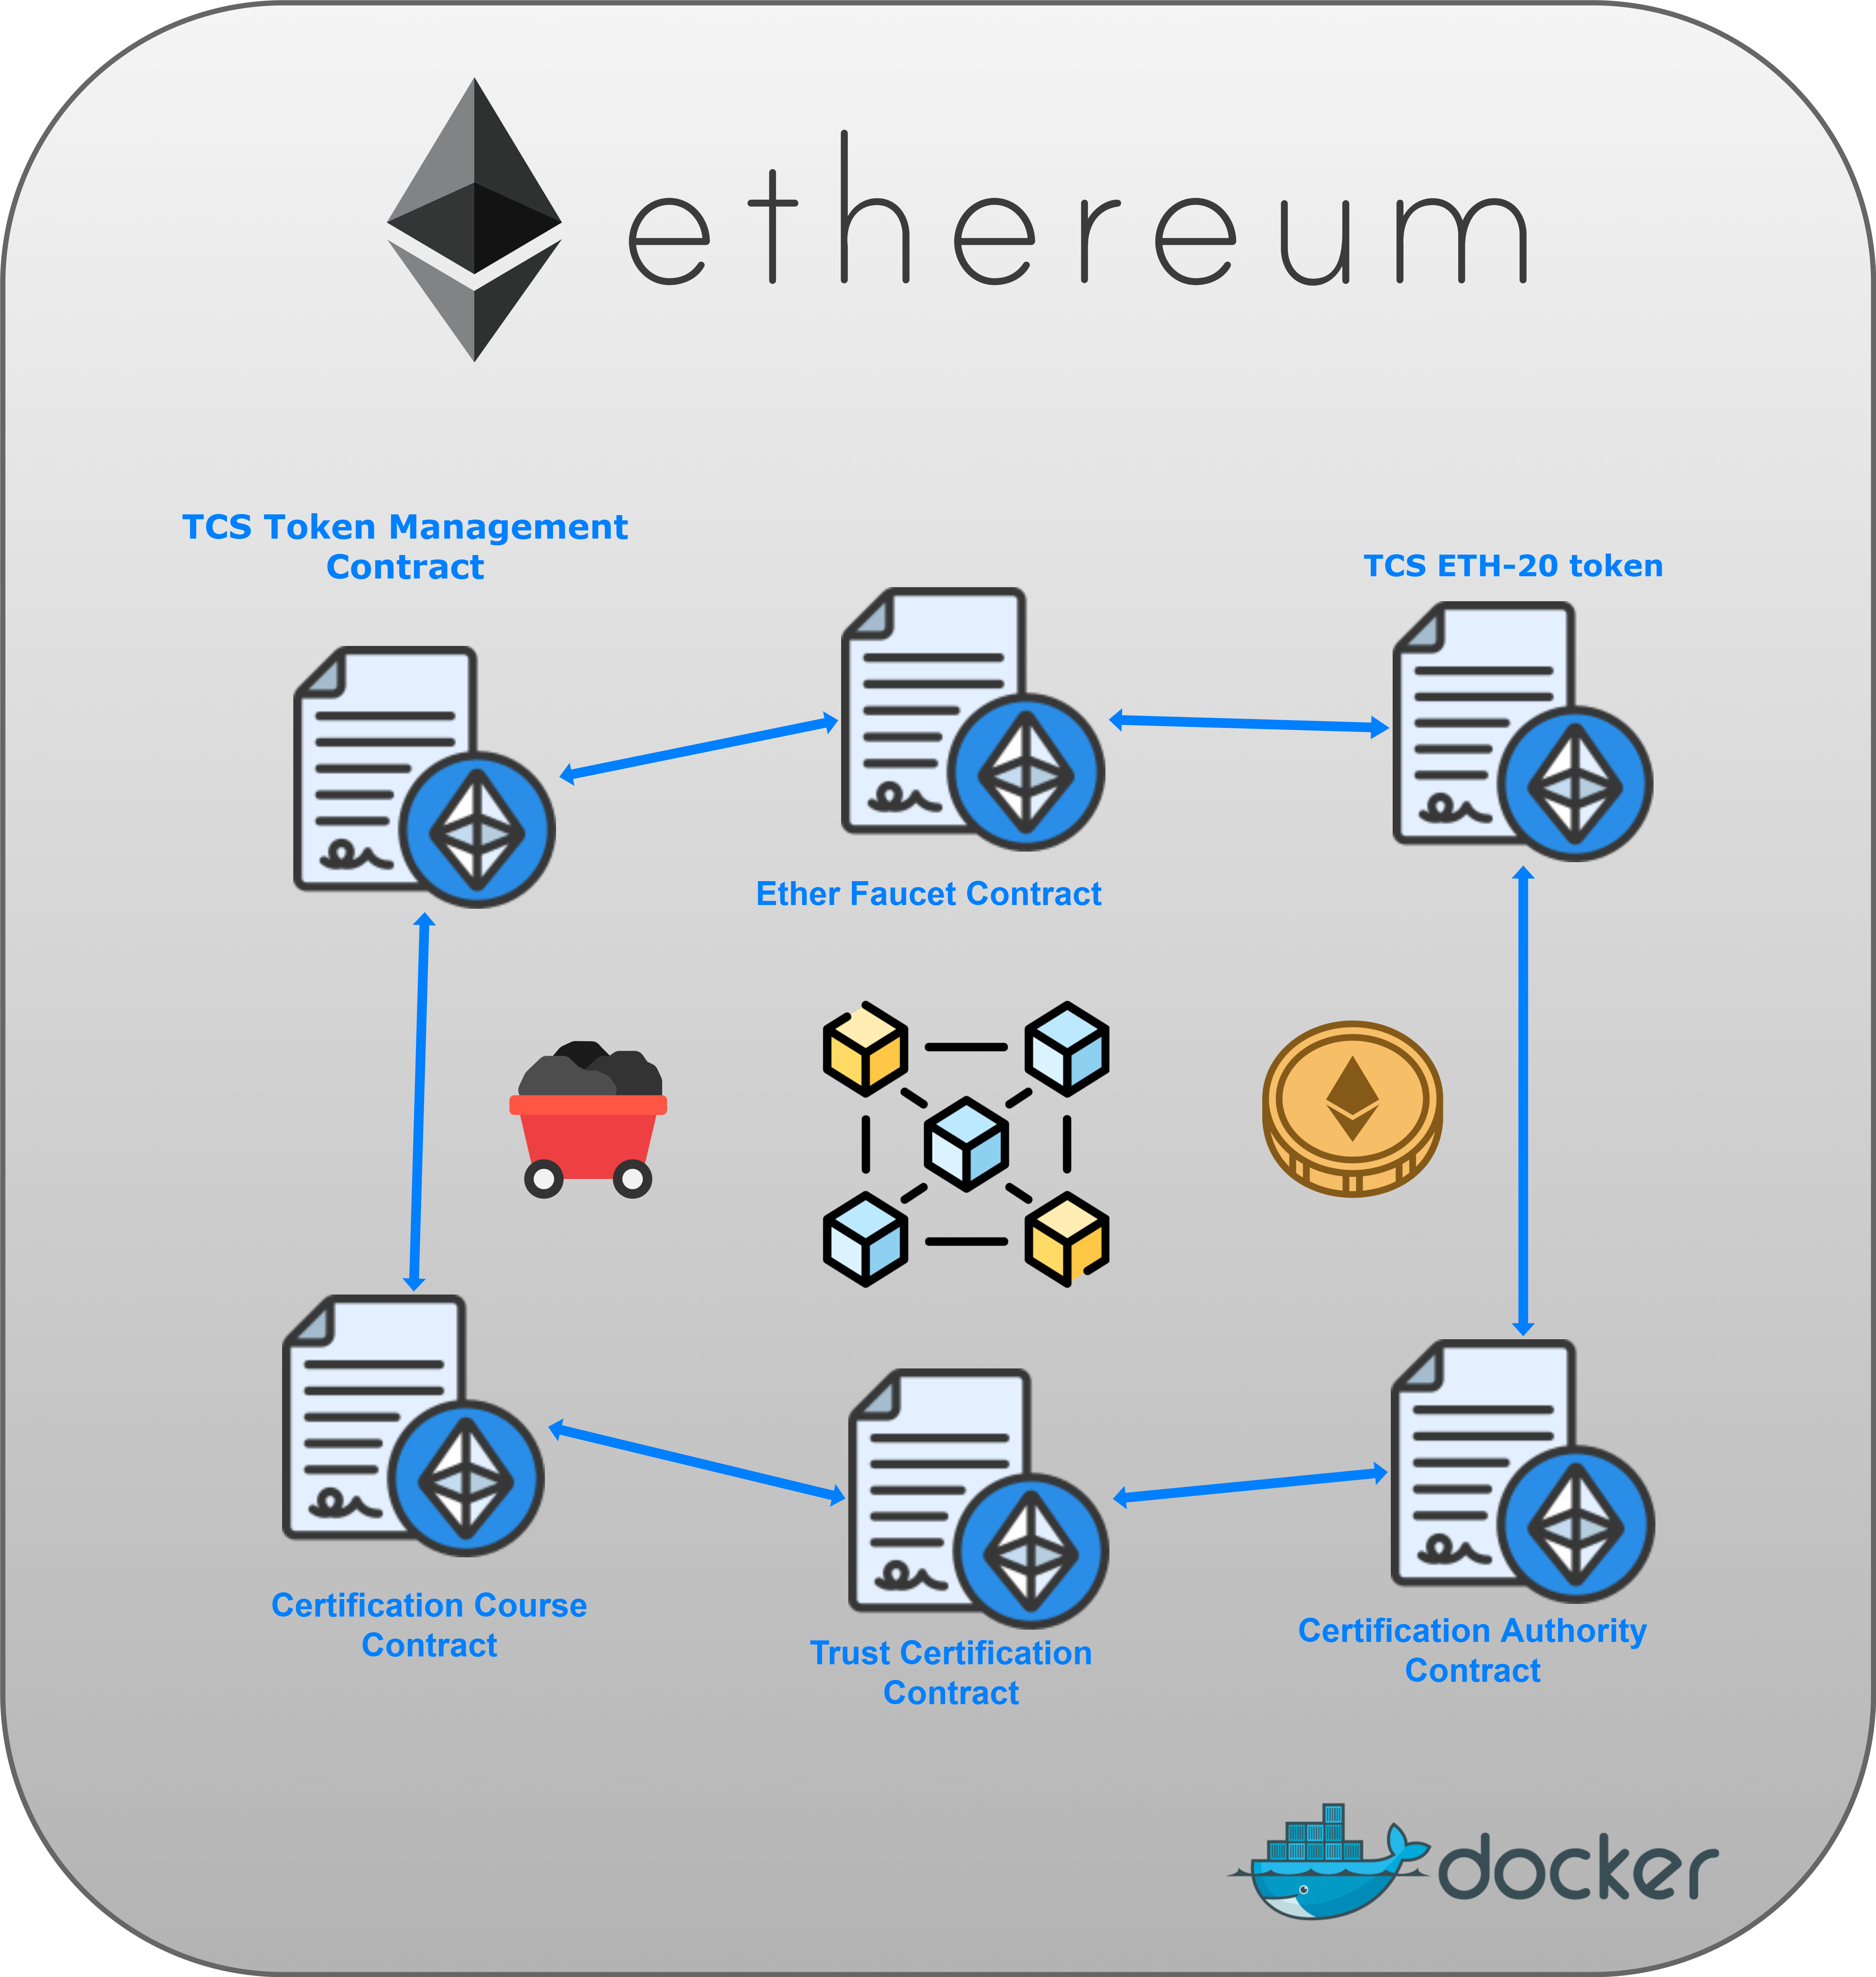 ethereum
TCS Token Management
Contract
TCS ETH-20 token
Ether Faucet Contract
Certification Course
Contract
Trust Certification
Contract
Certification Authority
Contract
docker